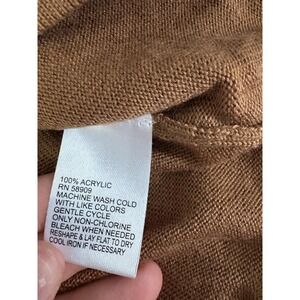 100% ACRYLIC
RN 58909
MACHINE WASH COLD
WITH LIKE COLORS
GENTLE CYCLE
ONLY NON-CHLORINE
BLEACH WHEN NEEDED
RESHAPE & LAY FLAT TO DRY
COOL IRON IF NECESSARY